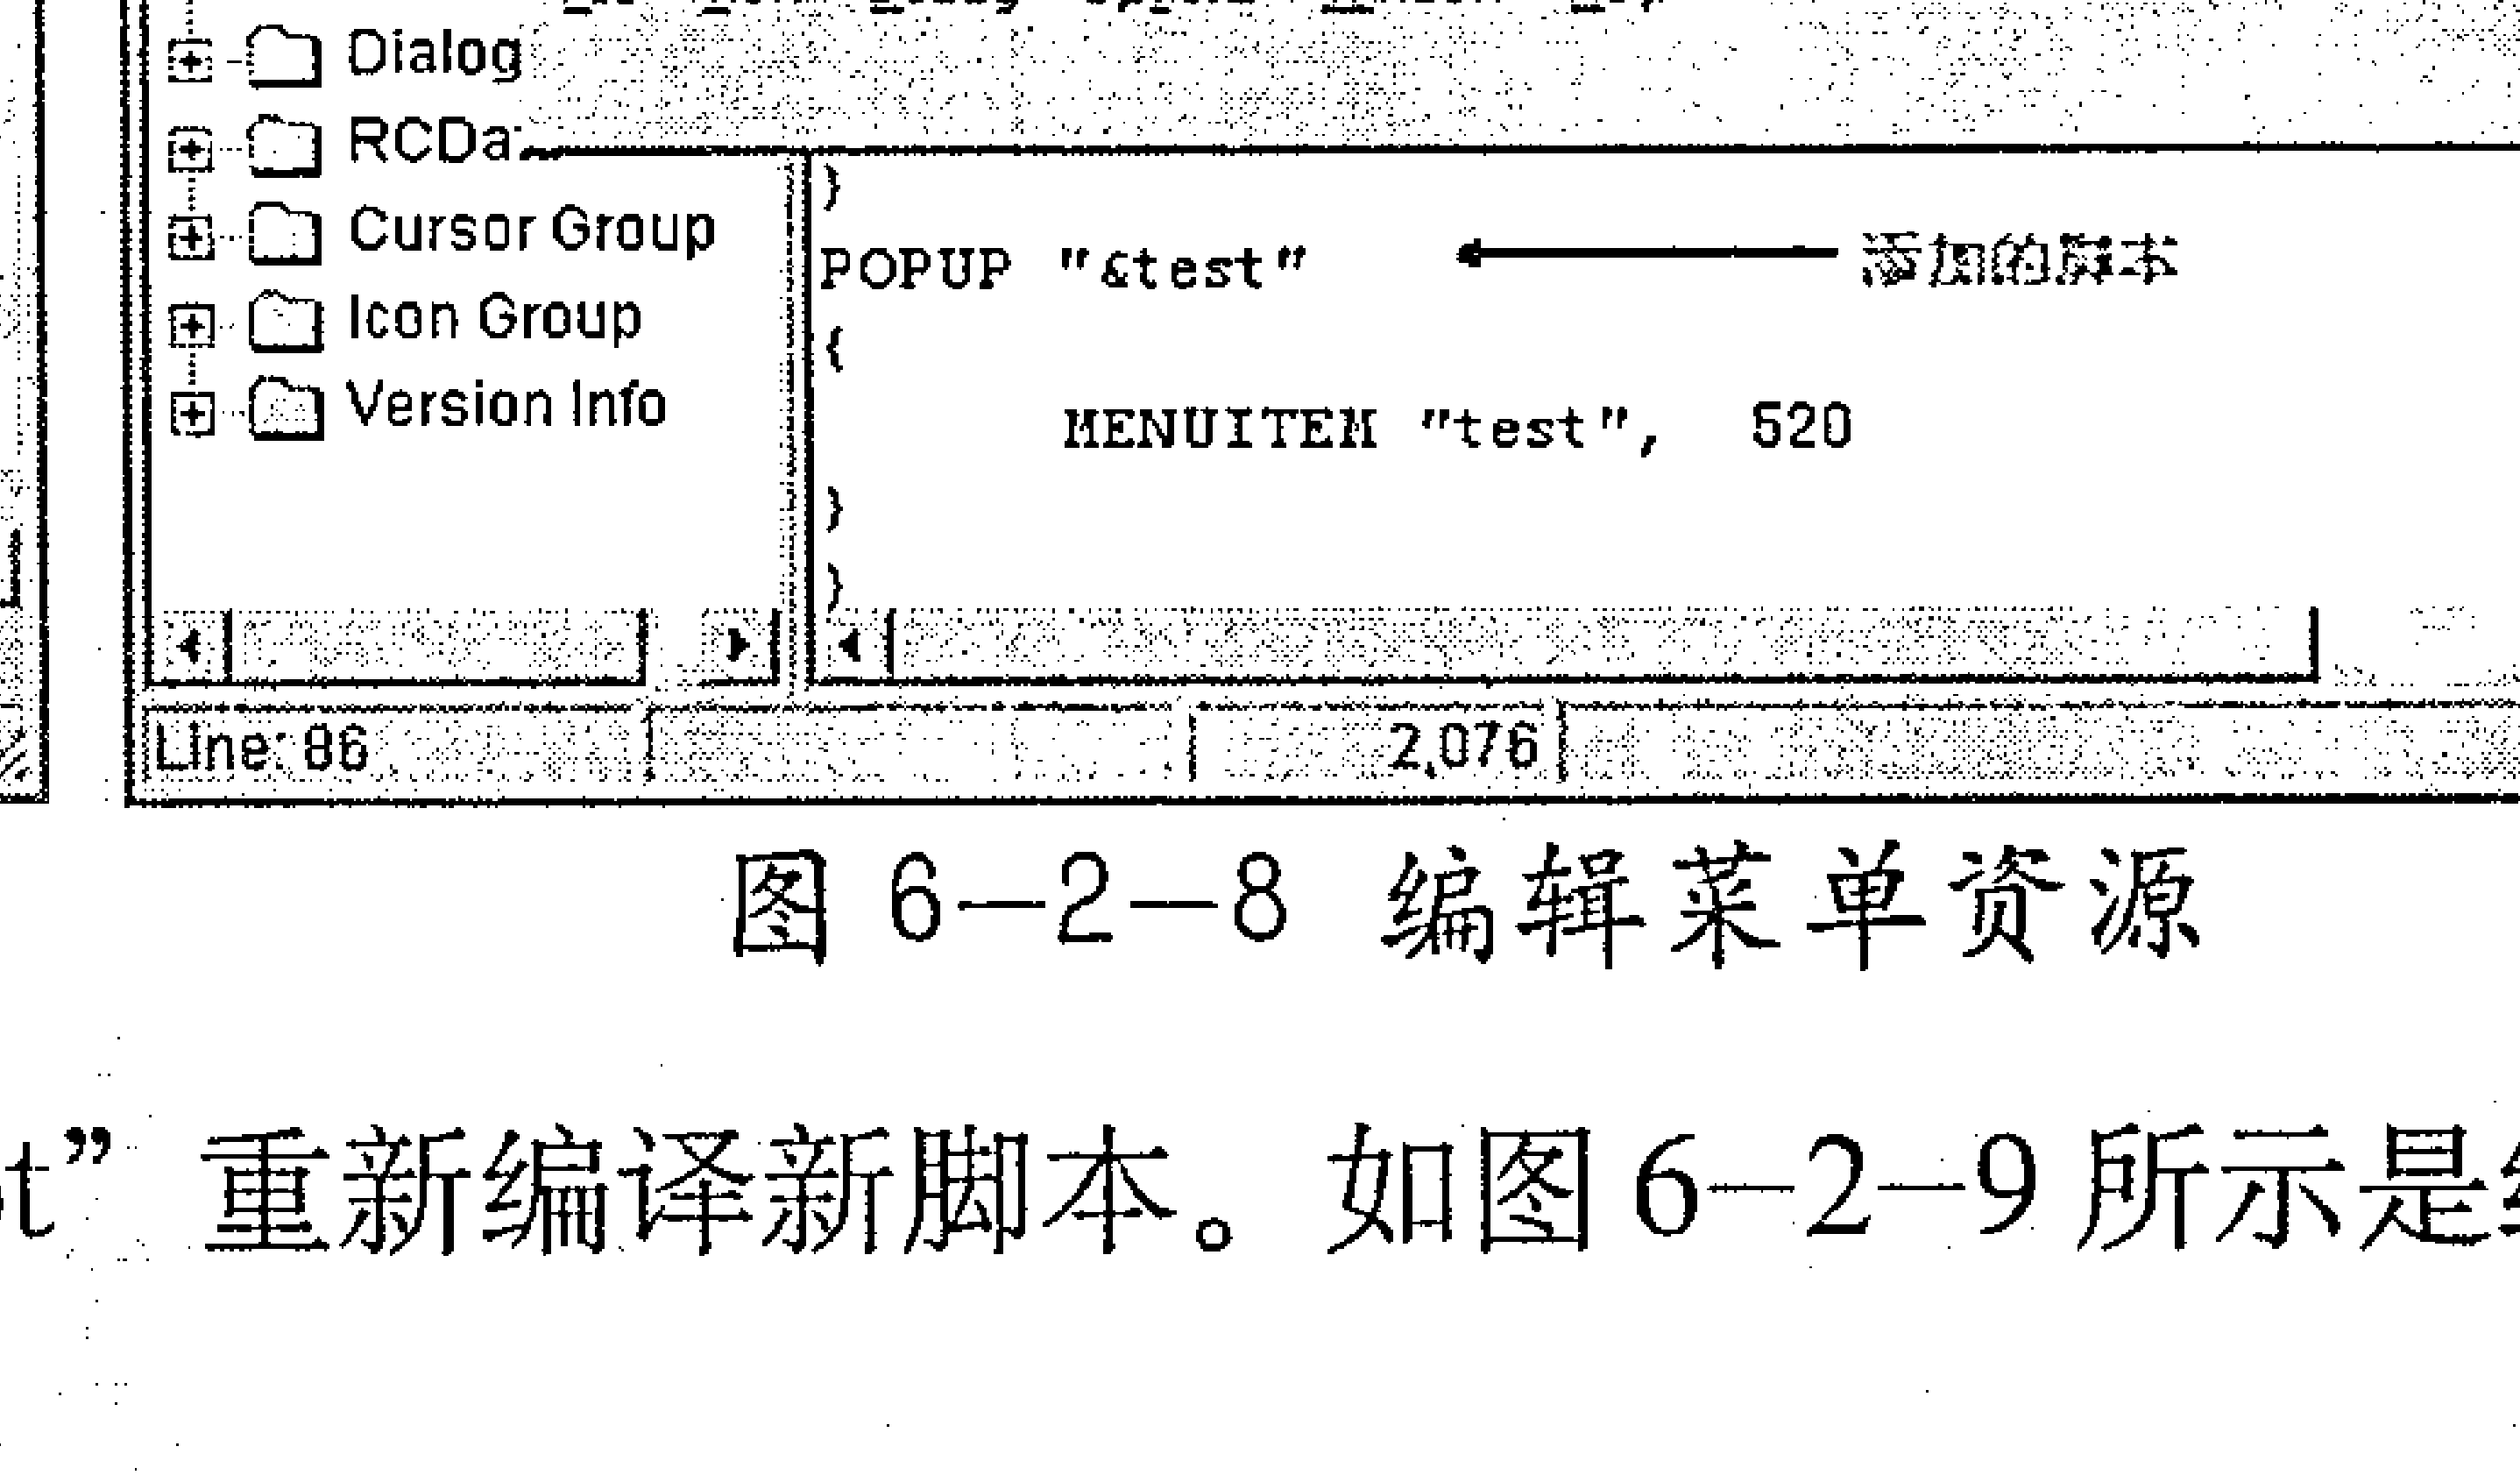 Dialog
RCDa
Cursor Group
Icon Group
Version Info
}
POPUP "&test"
添加的脚本
{
MENUITEM "test", 520
}
}
Line: 86
2,076
图 6-2-8 编辑菜单资源
t” 重新编译新脚本。如图 6-2-9 所示是